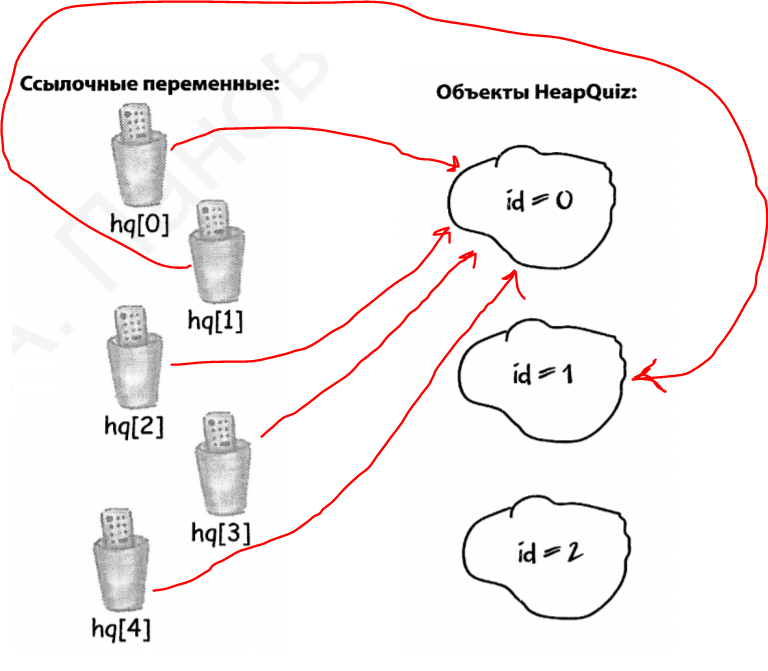 Ссылочные переменные:
Объекты HeapQuiz:
hq[0]
id = 0
hq[1]
hq[2]
id = 1
hq[3]
id = 2
hq[4]